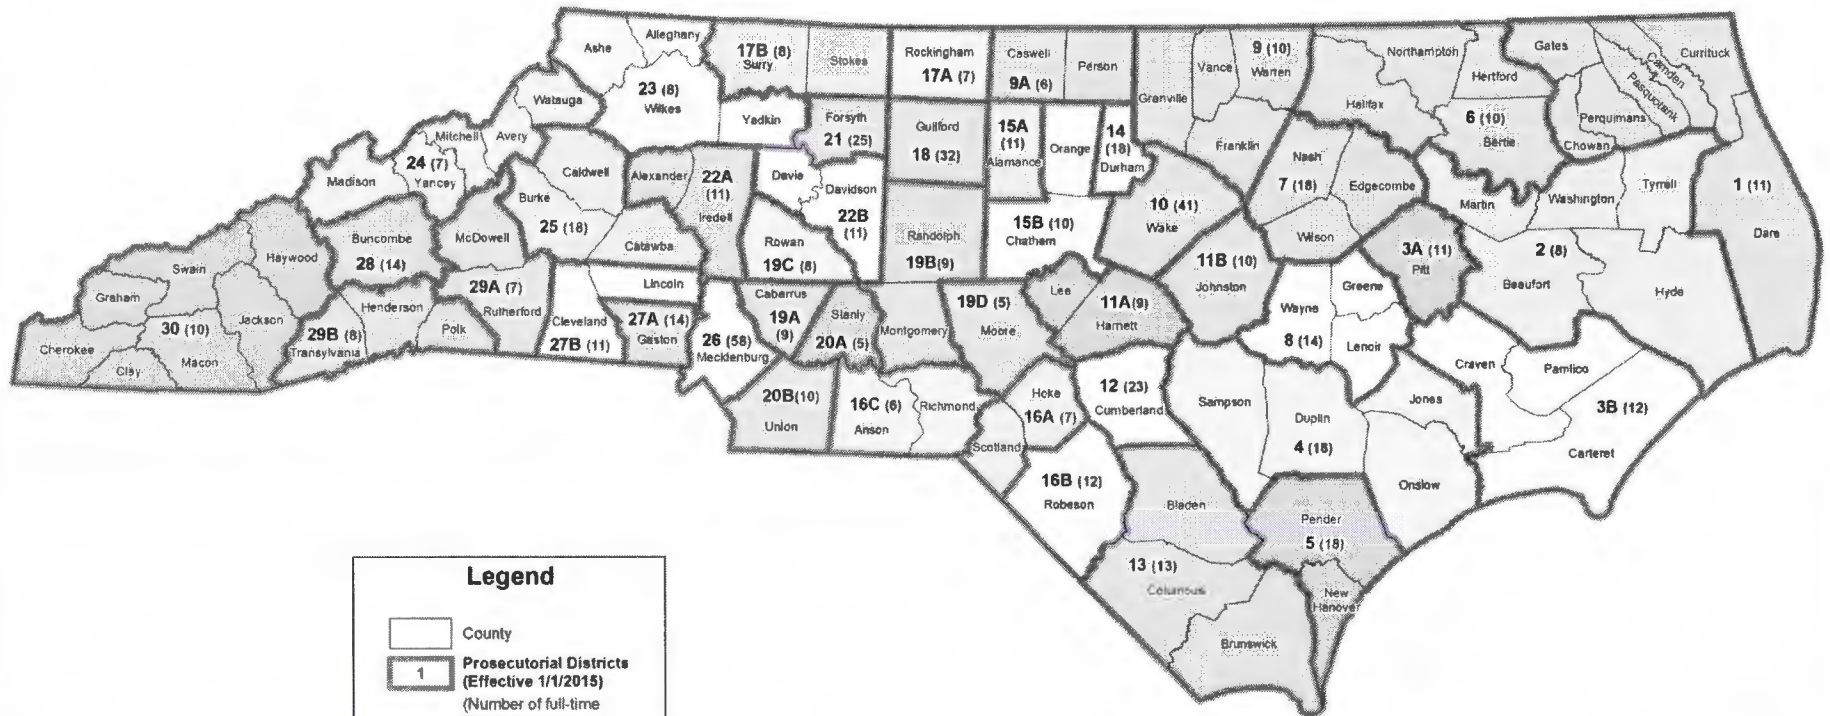 Ashe
Alleghany
17B (8)
Surry
Stokes
Rockingham
17A (7)
Caswell
9A (6)
Person
Granville
Vance
9 (10)
Warren
Northampton
Gates
Currituck
Camden
Pasquotank
Hertford
Halifax
Perquimans
Chowan
6 (10)
Bertie
Watauga
23 (8)
Wilkes
Yadkin
Forsyth
21 (25)
Guilford
18 (32)
15A
(11)
Alamance
Orange
14
(18)
Durham
Franklin
Nash
7 (18)
Edgecombe
Martin
Washington
Tyrrell
1 (11)
Dare
Mitchell
Avery
24 (7)
Yancey
Madison
Caldwell
Alexander
22A
(11)
Iredell
Davie
Davidson
22B
(11)
Burke
25 (18)
Catawba
McDowell
Buncombe
28 (14)
Haywood
Swain
Graham
Rowan
19C (8)
Randolph
19B (9)
15B (10)
Chatham
10 (41)
Wake
Wilson
11B (10)
Johnston
3A (11)
Pitt
2 (8)
Beaufort
Hyde
Greene
Wayne
8 (14)
Lenoir
Lee
11A (9)
Harnett
19D (5)
Moore
Montgomery
Stanly
20A (5)
Cabarrus
19A
(9)
Lincoln
27A (14)
Gaston
Cleveland
27B (11)
29A (7)
Rutherford
Polk
Henderson
29B (8)
Transylvania
Jackson
30 (10)
Macon
Cherokee
Clay
26 (58)
Mecklenburg
20B (10)
Union
16C (6)
Anson
Richmond
Hoke
16A (7)
Scotland
12 (23)
Cumberland
Sampson
Duplin
4 (18)
Jones
Craven
Pamlico
3B (12)
Carteret
Onslow
16B (12)
Robeson
Bladen
Pender
5 (18)
13 (13)
Columbus
New
Hanover
Brunswick
Legend
County
1
Prosecutorial Districts
(Effective 1/1/2015)
(Number of full-time